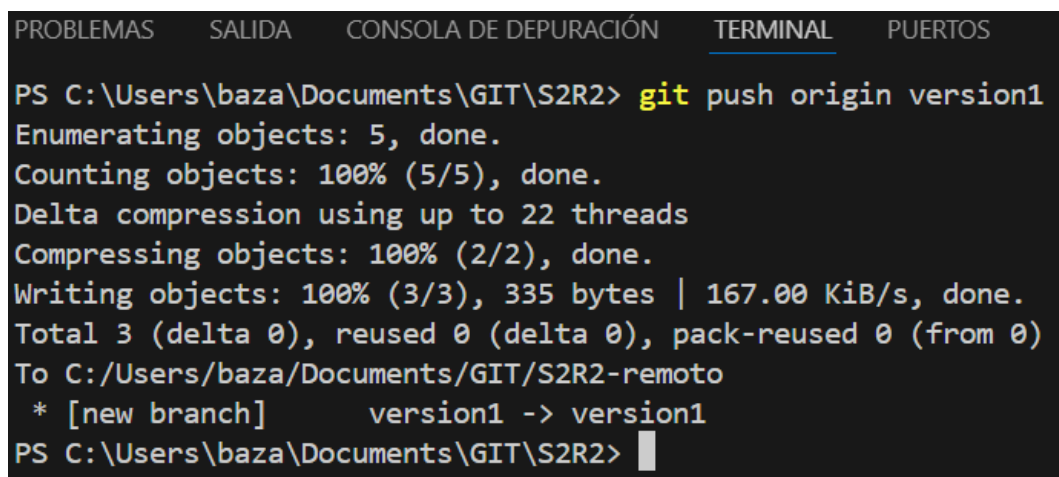 PROBLEMAS SALIDA CONSOLA DE DEPURACIÓN TERMINAL PUERTOS
PS C:\Users\baza\Documents\GIT\S2R2> git push origin version1
Enumerating objects: 5, done.
Counting objects: 100% (5/5), done.
Delta compression using up to 22 threads
Compressing objects: 100% (2/2), done.
Writing objects: 100% (3/3), 335 bytes | 167.00 KiB/s, done.
Total 3 (delta 0), reused 0 (delta 0), pack-reused 0 (from 0)
To C:/Users/baza/Documents/GIT/S2R2-remoto
 * [new branch]      version1 -> version1
PS C:\Users\baza\Documents\GIT\S2R2>